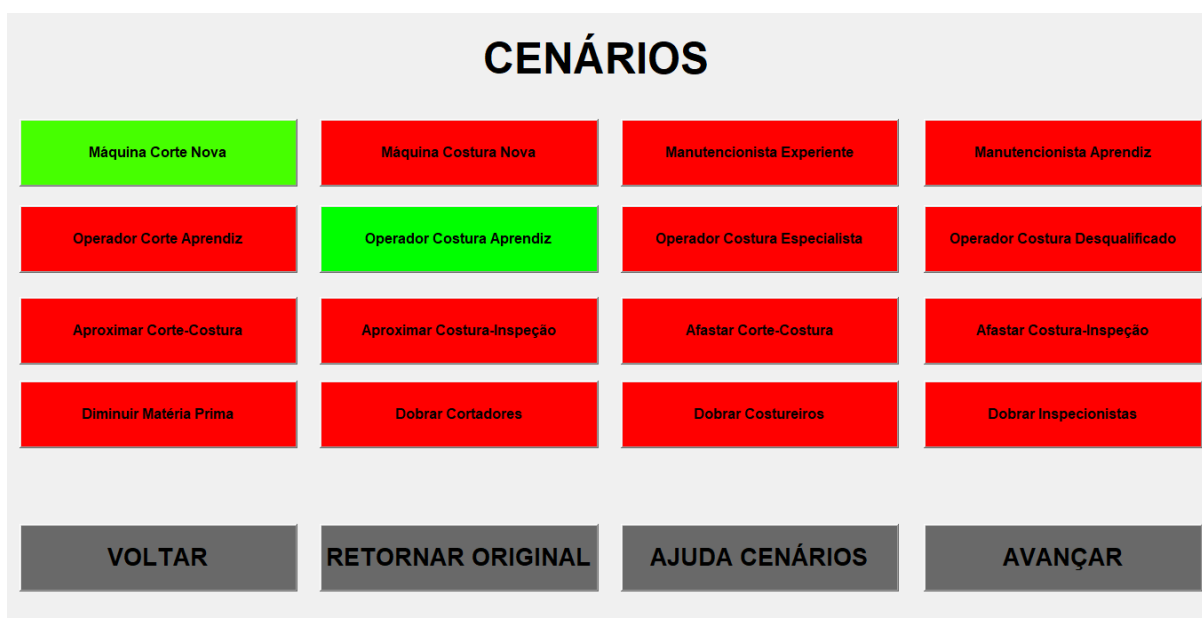 CENÁRIOS
Máquina Corte Nova
Máquina Costura Nova
Manutencionista Experiente
Manutencionista Aprendiz
Operador Corte Aprendiz
Operador Costura Aprendiz
Operador Costura Especialista
Operador Costura Desqualificado
Aproximar Corte-Costura
Aproximar Costura-Inspeção
Afastar Corte-Costura
Afastar Costura-Inspeção
Diminuir Matéria Prima
Dobrar Cortadores
Dobrar Costureiros
Dobrar Inspecionistas
VOLTAR
RETORNAR ORIGINAL
AJUDA CENÁRIOS
AVANÇAR